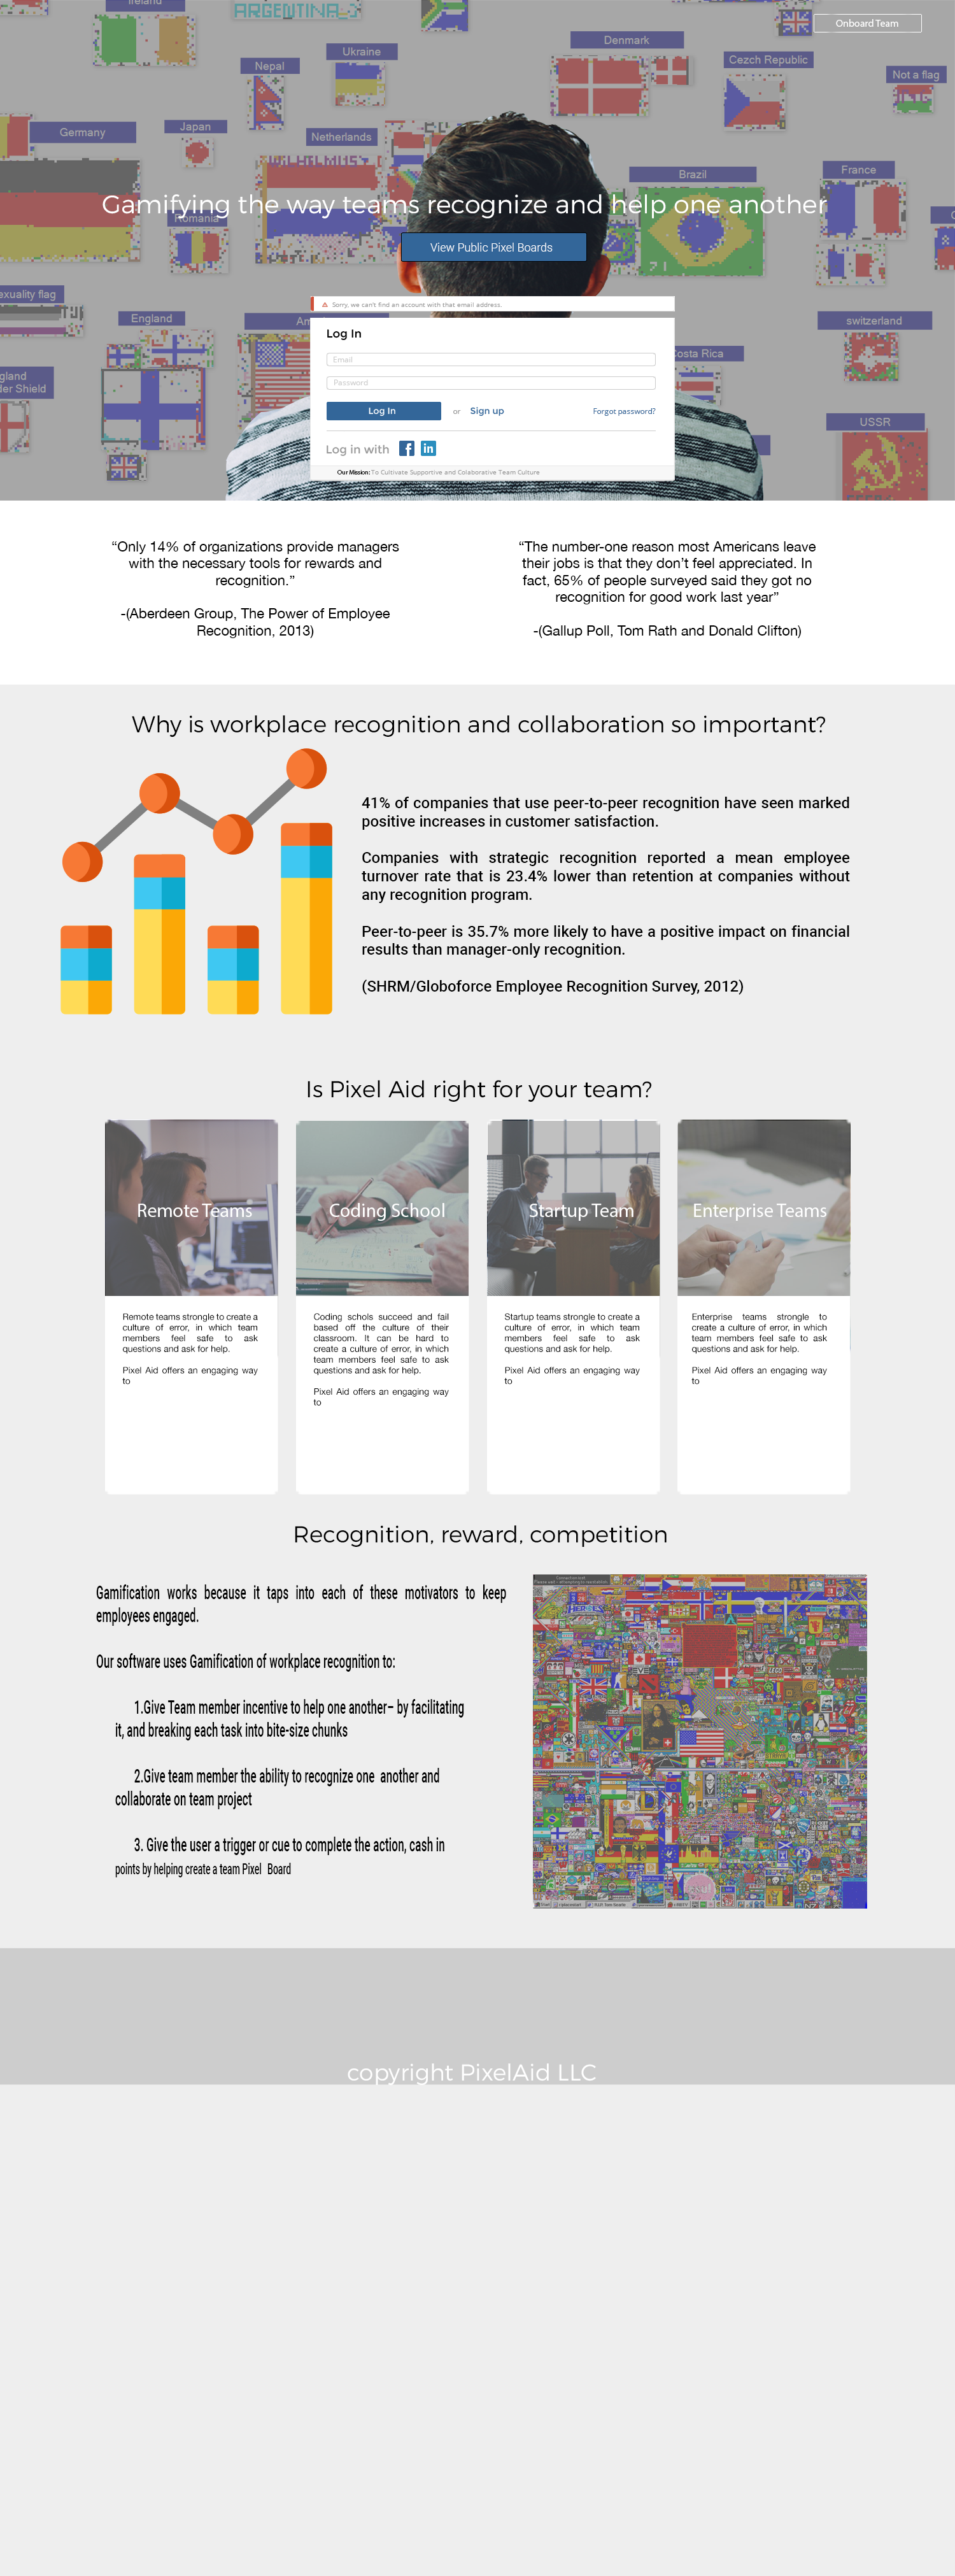 Ireland
ARGENTINA
Onboard Team
Denmark
Ukraine
Cezch Republic
Nepal
Not a flag
Germany
Japan
Netherlands
Brazil
France
Gamifying the way teams recognize and help one another
Romania
View Public Pixel Boards
exuality flag
Sorry, we can't find an account with that email address.
England
Am
switzerland
Log In
Email
osta Rica
gland
der Shield
Password
Log In
or
Sign up
Forgot password?
USSR
Log in with
Our Mission: To Cultivate Supportive and Colaborative Team Culture
“Only 14% of organizations provide managers
with the necessary tools for rewards and
recognition.”
-(Aberdeen Group, The Power of Employee
Recognition, 2013)
“The number-one reason most Americans leave
their jobs is that they don’t feel appreciated. In
fact, 65% of people surveyed said they got no
recognition for good work last year”
-(Gallup Poll, Tom Rath and Donald Clifton)
Why is workplace recognition and collaboration so important?
41% of companies that use peer-to-peer recognition have seen marked
positive increases in customer satisfaction.
Companies with strategic recognition reported a mean employee
turnover rate that is 23.4% lower than retention at companies without
any recognition program.
Peer-to-peer is 35.7% more likely to have a positive impact on financial
results than manager-only recognition.
(SHRM/Globoforce Employee Recognition Survey, 2012)
Is Pixel Aid right for your team?
Remote Teams
Remote teams strongle to create a
culture of error, in which team
members feel safe to ask
questions and ask for help.
Pixel Aid offers an engaging way
to
Coding School
Coding schols succeed and fail
based off the culture of their
classroom. It can be hard to
create a culture of error, in which
team members feel safe to ask
questions and ask for help.
Pixel Aid offers an engaging way
to
Startup Team
Startup teams strongle to create a
culture of error, in which team
members feel safe to ask
questions and ask for help.
Pixel Aid offers an engaging way
to
Enterprise Teams
Enterprise teams strongle to
create a culture of error, in which
team members feel safe to ask
questions and ask for help.
Pixel Aid offers an engaging way
to
Recognition, reward, competition
Gamification works because it taps into each of these motivators to keep
employees engaged.
Our software uses Gamification of workplace recognition to:
1.Give Team member incentive to help one another– by facilitating
it, and breaking each task into bite-size chunks
2.Give team member the ability to recognize one another and
collaborate on team project
3. Give the user a trigger or cue to complete the action, cash in
points by helping create a team Pixel Board
copyright PixelAid LLC